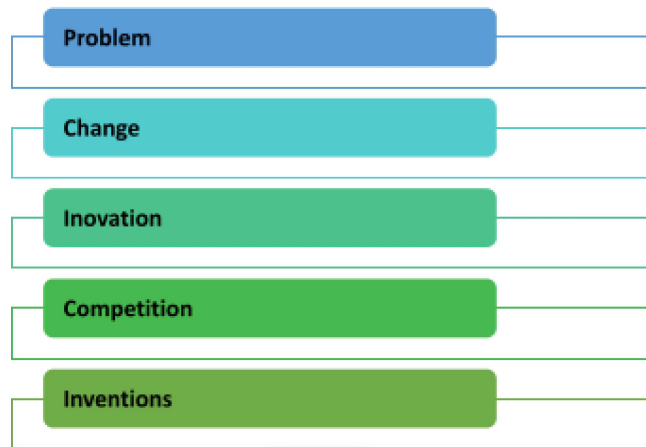 Problem
Change
Inovation
Competition
Inventions